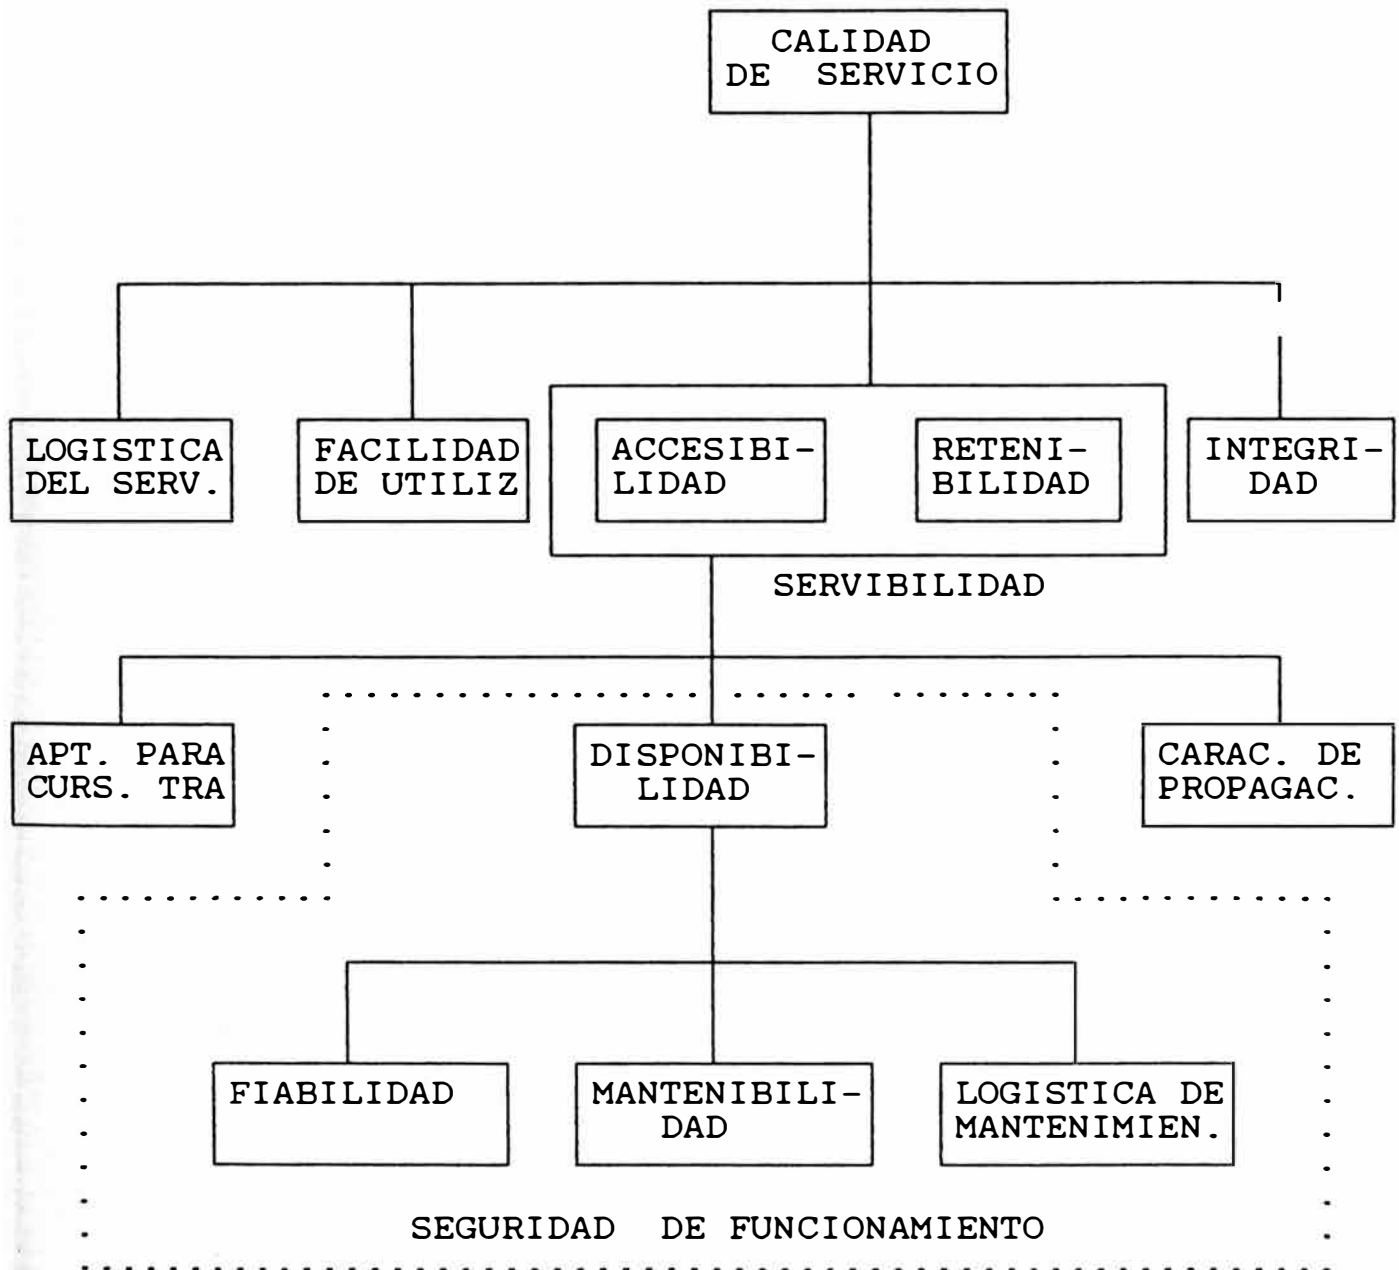 CALIDAD
DE SERVICIO
LOGISTICA
DEL SERV.
FACILIDAD
DE UTILIZ
ACCESIBI-
LIDAD
RETENI-
BILIDAD
INTEGRI-
DAD
SERVIBILIDAD
APT. PARA
CURS. TRA
DISPONIBI-
LIDAD
CARAC. DE
PROPAGAC.
FIABILIDAD
MANTENIBILI-
DAD
LOGISTICA DE
MANTENIMIEN.
SEGURIDAD DE FUNCIONAMIENTO